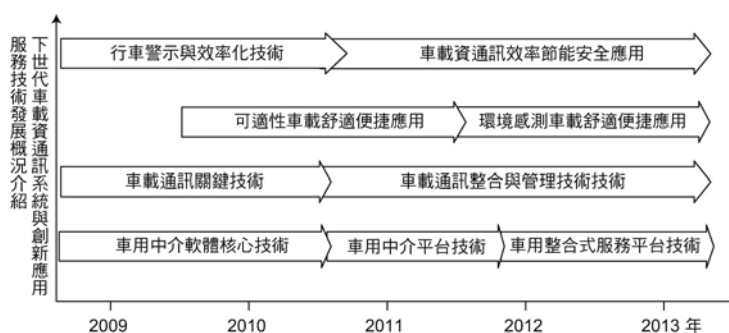 下世代車載資通訊系統與創新應用
服務技術發展概況介紹
行車警示與效率化技術
車載資通訊效率節能安全應用
可適性車載舒適便捷應用
環境感測車載舒適便捷應用
車載通訊關鍵技術
車載通訊整合與管理技術技術
車用中介軟體核心技術
車用中介平台技術
車用整合式服務平台技術
2009
2010
2011
2012
2013 年